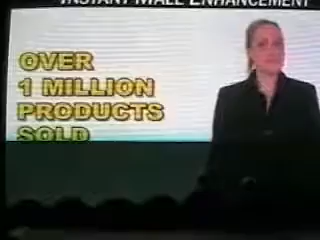 INSTANT MALE ENHANCEMENT
OVER
1 MILLION
PRODUCTS
SOLD